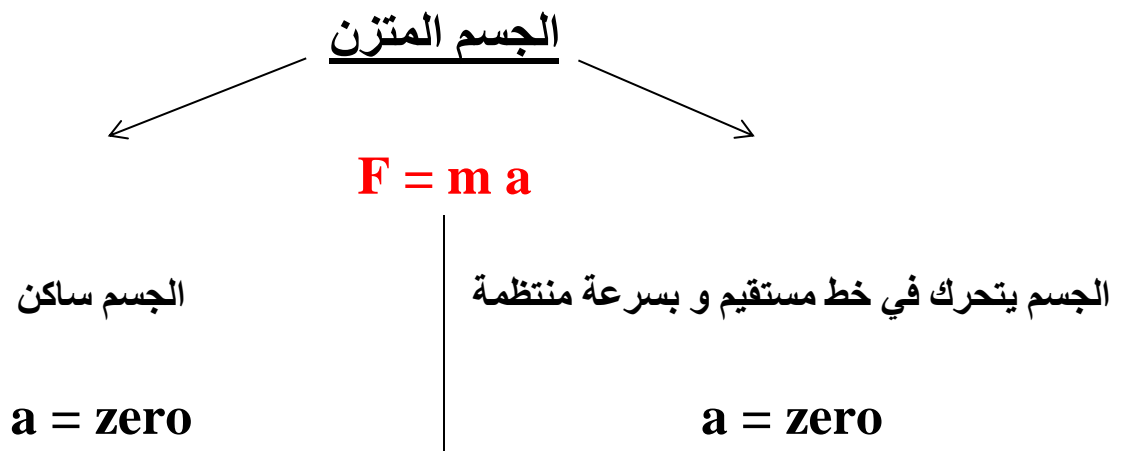 الجسم المتزن
F = m a
الجسم يتحرك في خط مستقيم و بسرعة منتظمة
الجسم ساكن
a = zero
a = zero